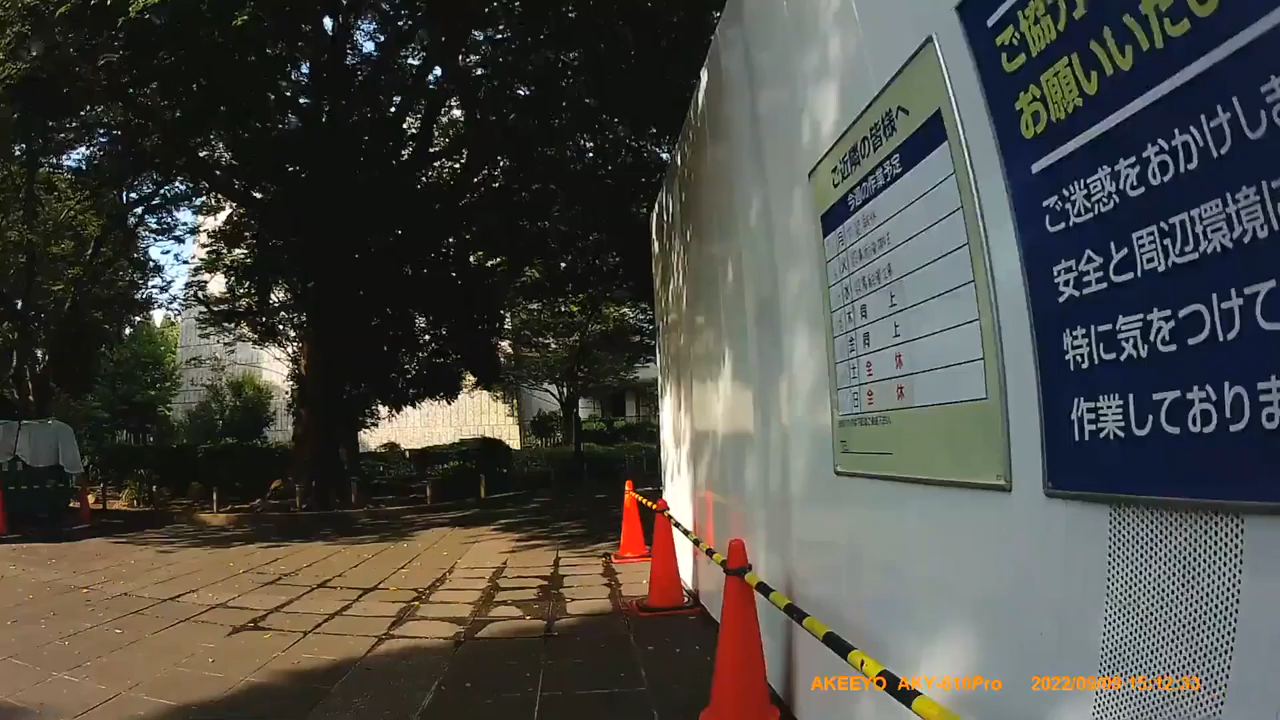 ご協力
お願いいたし
ご迷惑をおかけしま
安全と周辺環境に
特に気をつけて
作業しておりま
ご近隣の皆様へ
今週の作業予定
月
火
水
木 同 上
金 同 上
土 全 休
日 全 休
AKEEYO AKY-610Pro 2022/09/09 15:12:33